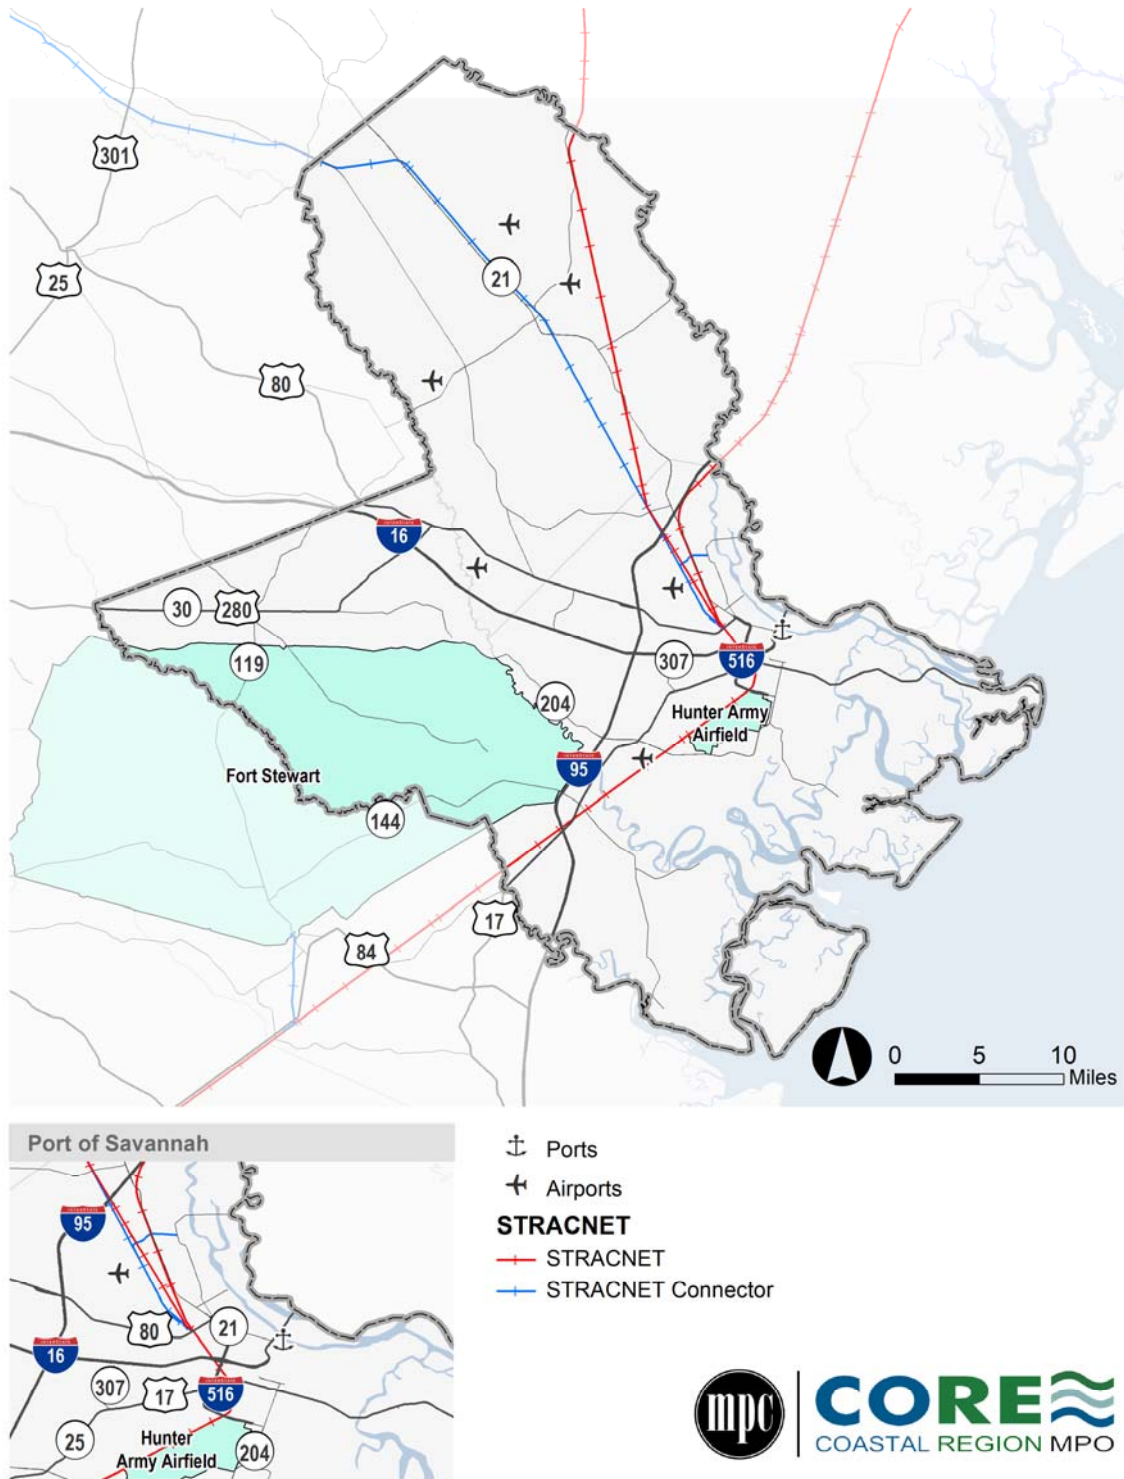 301
25
21
80
16
30
280
119
307
516
204
Hunter Army
Airfield
95
Fort Stewart
144
17
84
0 5 10
Miles
Port of Savannah
95
80
21
16
307
17
516
25
Hunter
Army Airfield
204
Ports
Airports
STRACNET
STRACNET
STRACNET Connector
mpc
CORE
COASTAL REGION MPO